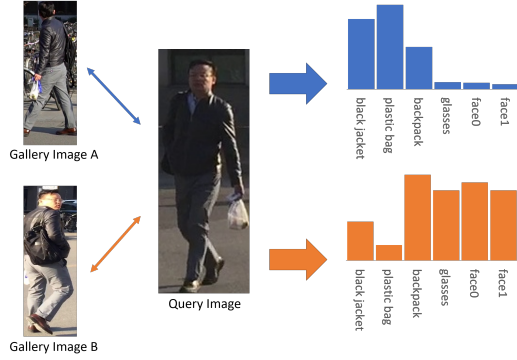 Gallery Image A
Gallery Image B
Query Image
black jacket
plastic bag
backpack
glasses
face0
face1
black jacket
plastic bag
backpack
glasses
face0
face1